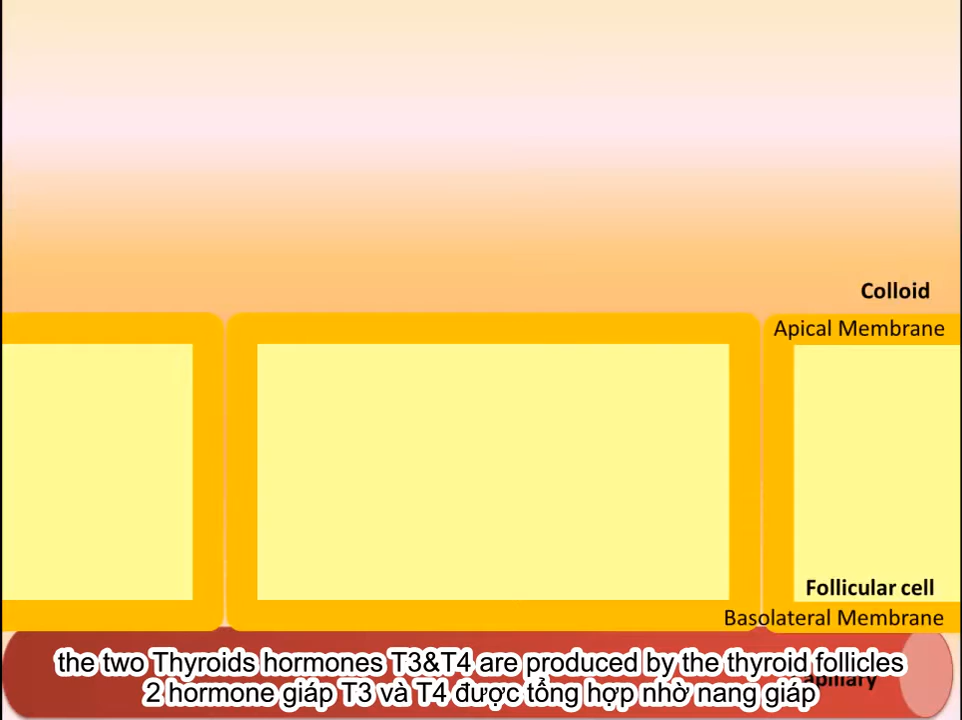 Colloid
Apical Membrane
Follicular cell
Basolateral Membrane
the two Thyroids hormones T3&T4 are produced by the thyroid follicles
2 hormone giáp T3 và T4 được tổng hợp nhờ nang giáp